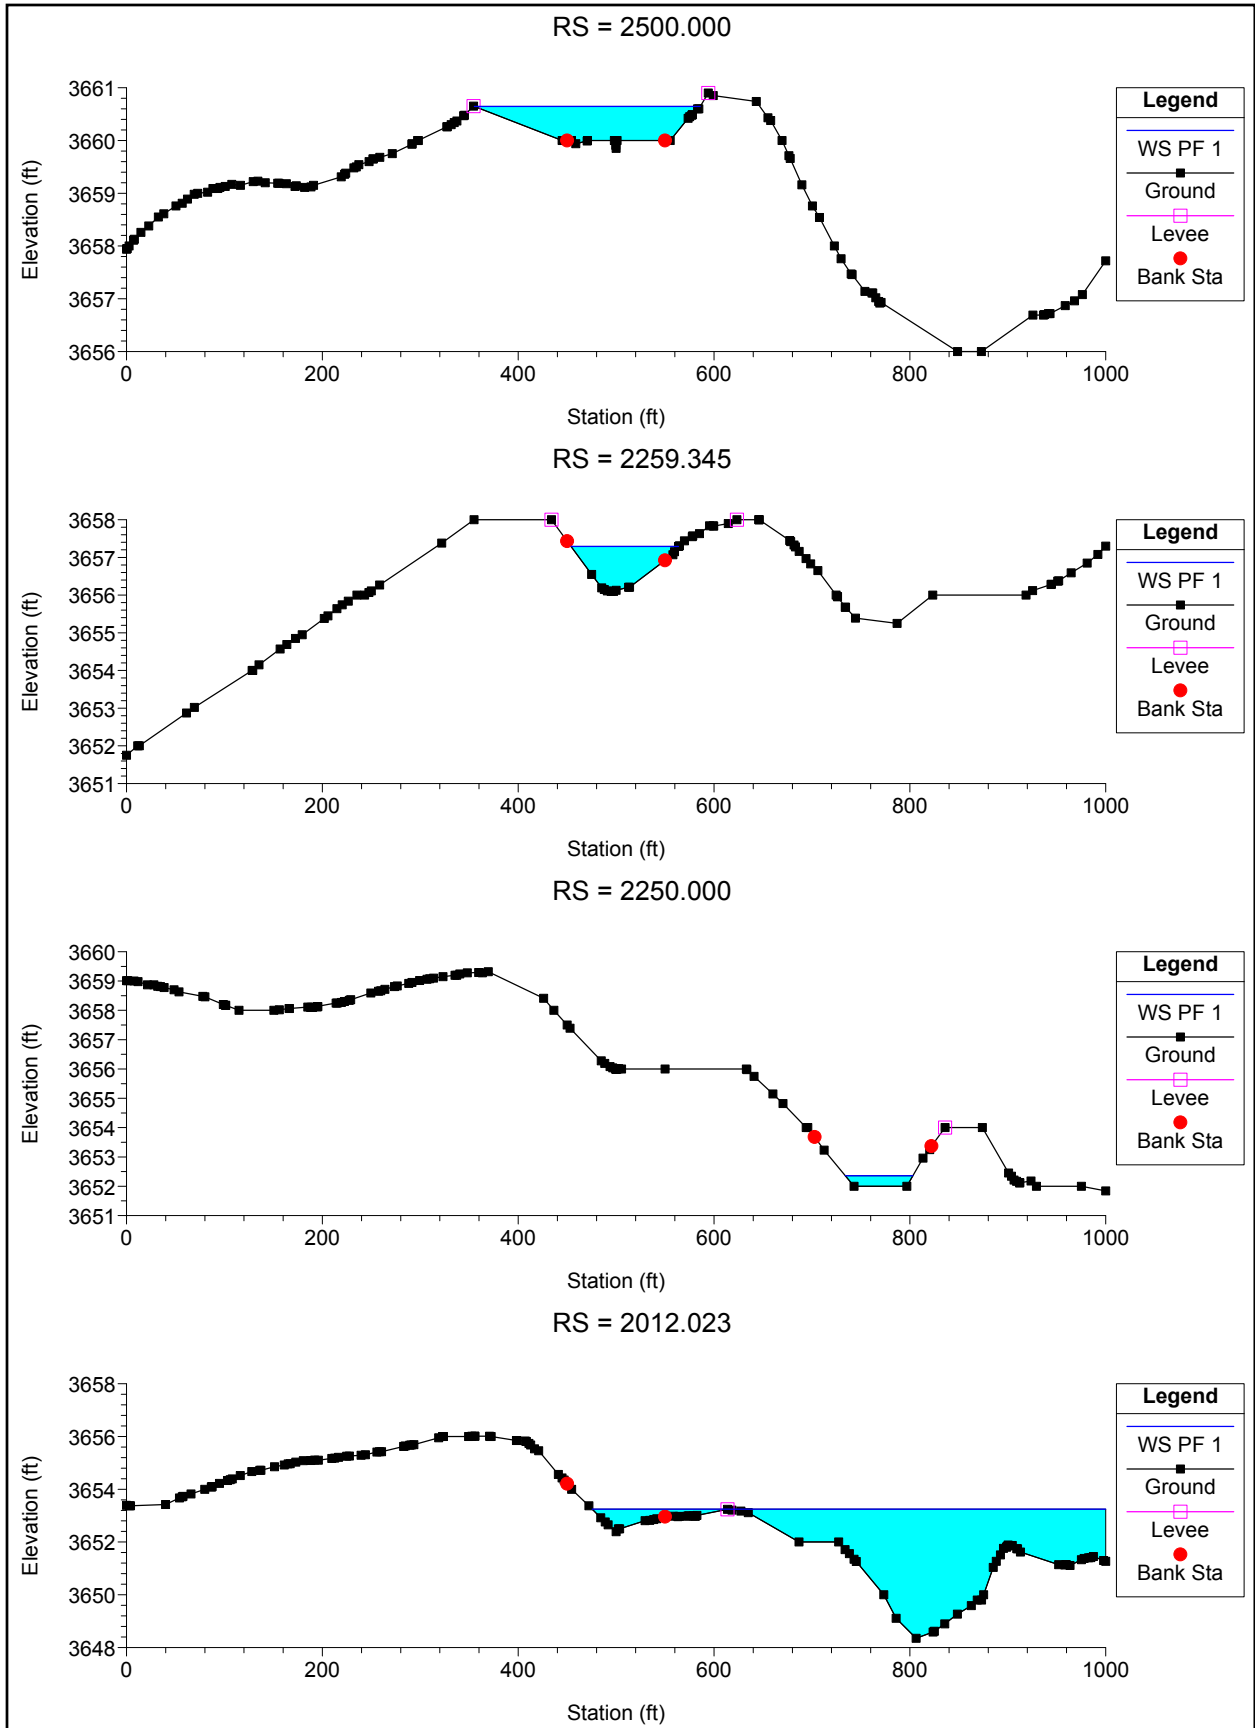 RS = 2500.000
3661
3660
3659
3658
3657
3656
Elevation (ft)
0 200 400 600 800 1000
Station (ft)
Legend
WS PF 1
Ground
Levee
Bank Sta
RS = 2259.345
3658
3657
3656
3655
3654
3653
3652
3651
Elevation (ft)
0 200 400 600 800 1000
Station (ft)
Legend
WS PF 1
Ground
Levee
Bank Sta
RS = 2250.000
3660
3659
3658
3657
3656
3655
3654
3653
3652
3651
Elevation (ft)
0 200 400 600 800 1000
Station (ft)
Legend
WS PF 1
Ground
Levee
Bank Sta
RS = 2012.023
3658
3656
3654
3652
3650
3648
Elevation (ft)
0 200 400 600 800 1000
Station (ft)
Legend
WS PF 1
Ground
Levee
Bank Sta